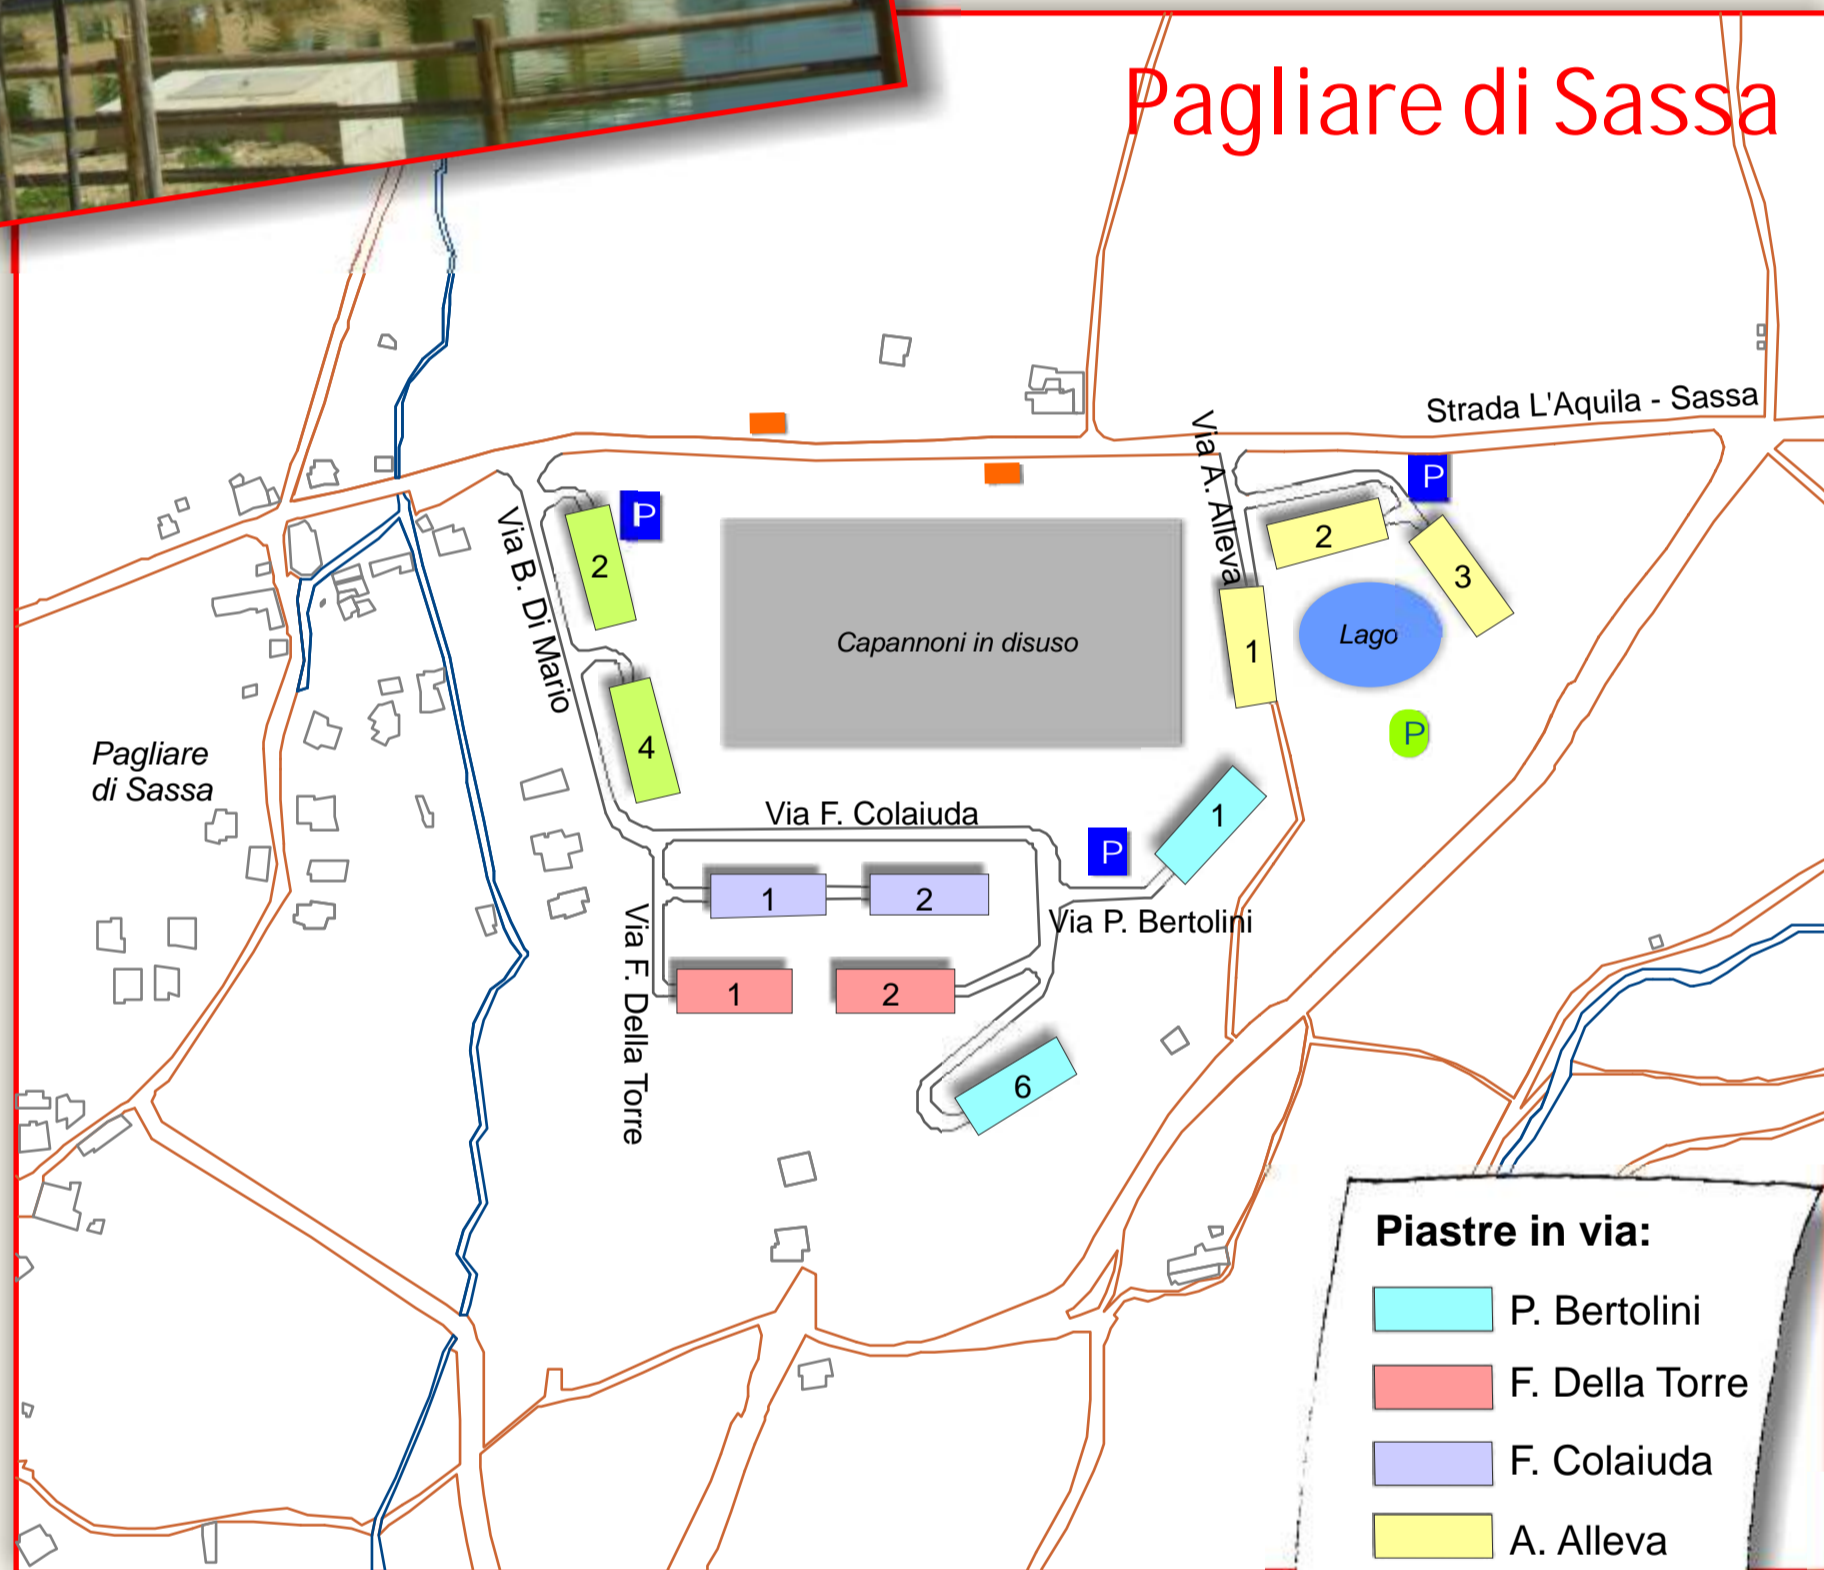 Pagliare di Sassa
Strada L'Aquila - Sassa
Via A. Alleva
P
P
2
3
2
Via B. Di Mario
Capannoni in disuso
Lago
1
4
P
Pagliare
di Sassa
Via F. Colaiuda
1
P
1
2
Via P. Bertolini
Via F. Della Torre
1
2
6
Piastre in via:
P. Bertolini
F. Della Torre
F. Colaiuda
A. Alleva